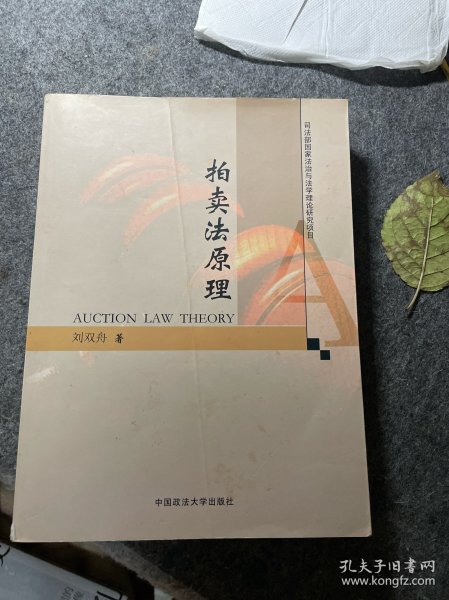 司法部国家法治与法学理论研究项目
拍卖法原理
AUCTION LAW THEORY
刘双舟 著
A
中国政法大学出版社
孔夫子旧书网
www.kongfz.com